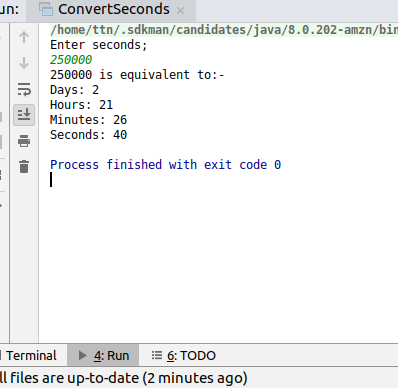 un: ConvertSeconds
/home/ttn/.sdkman/candidates/java/8.0.202-amzn/bin
Enter seconds;
250000
250000 is equivalent to:-
Days: 2
Hours: 21
Minutes: 26
Seconds: 40
Process finished with exit code 0
Terminal 4: Run 6: TODO
ll files are up-to-date (2 minutes ago)